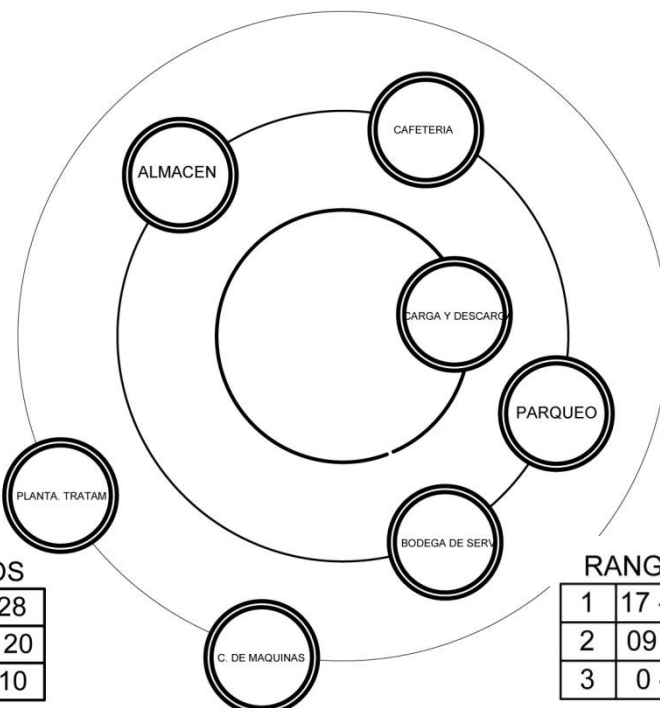 CAFETERIA
ALMACEN
CARGA Y DESCARG
PARQUEO
PLANTA. TRATAM
BODEGA DE SERV
C. DE MAQUINAS
OS
28
20
10
RANG
1 17 -
2 09
3 0